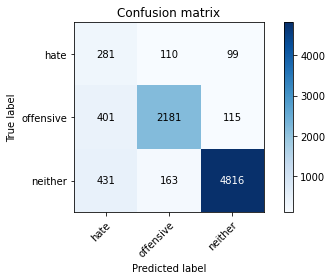 Confusion matrix
hate 281 110 99
offensive 401 2181 115
neither 431 163 4816
hate offensive neither
True label
Predicted label
4000
3000
2000
1000